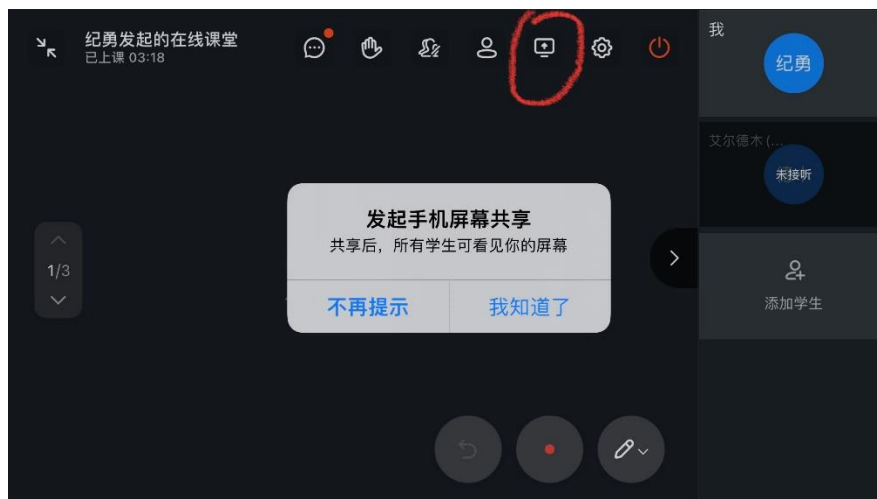 纪勇发起的在线课堂
已上课 03:18
我
纪勇
艾尔德木 (...
未接听
发起手机屏幕共享
共享后，所有学生可看见你的屏幕
不再提示
我知道了
1/3
添加学生